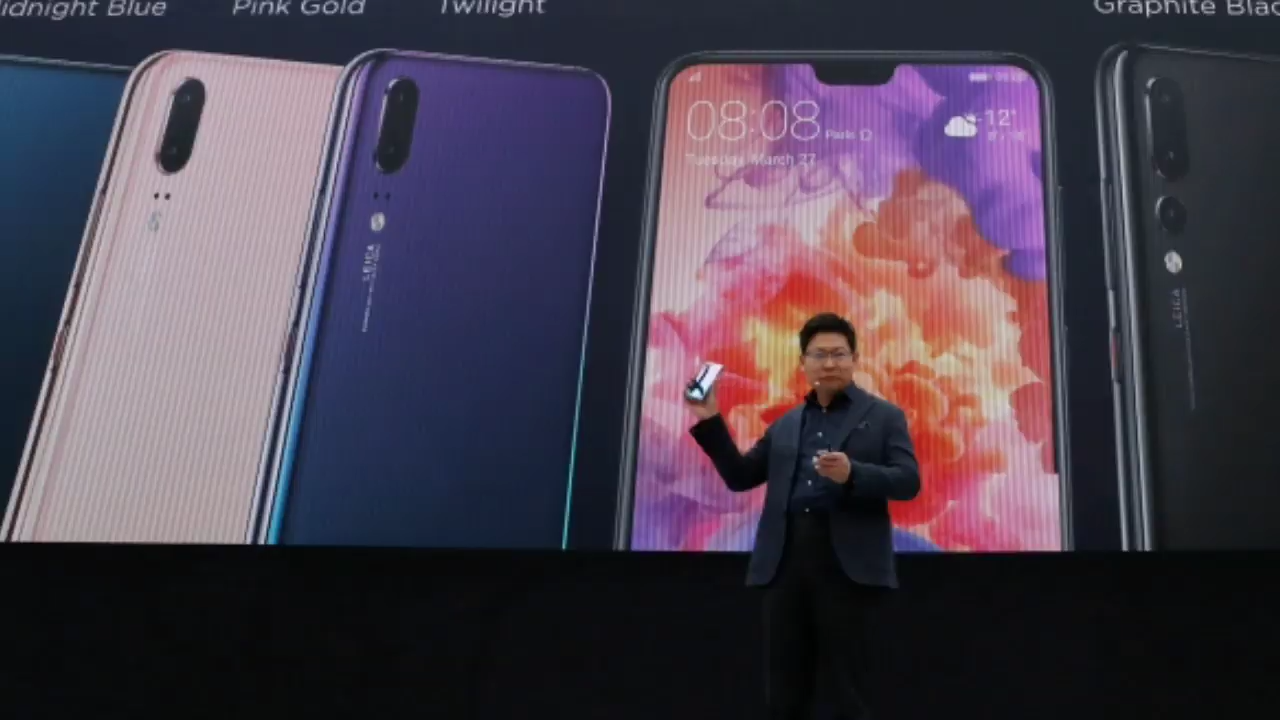 idnight Blue
Pink Gold
Twilight
Graphite Blac
08:08
Paris
12°
Tuesday, March 27
LEICA
LEICA